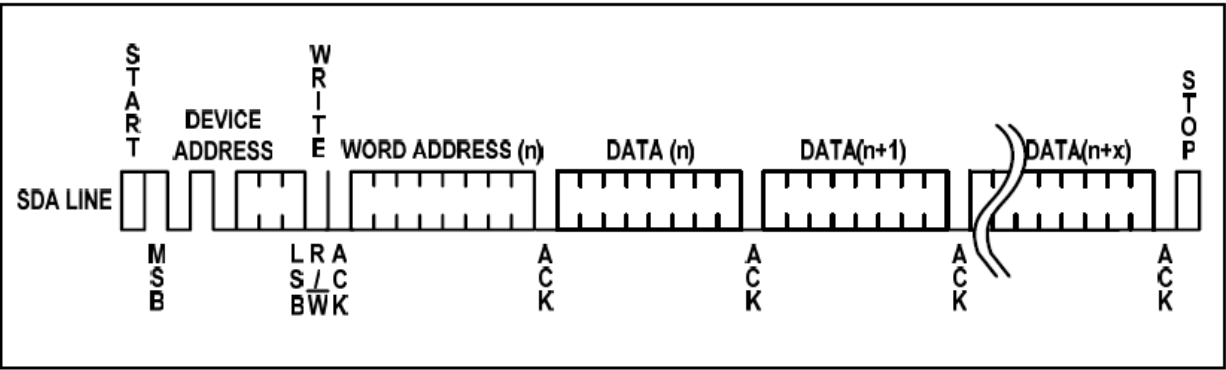 START
WRITE
STOP
DEVICE
ADDRESS
WORD ADDRESS (n)
DATA (n)
DATA(n+1)
DATA(n+x)
SDA LINE
MSB
LSB
R/W
ACK
ACK
ACK
ACK
ACK